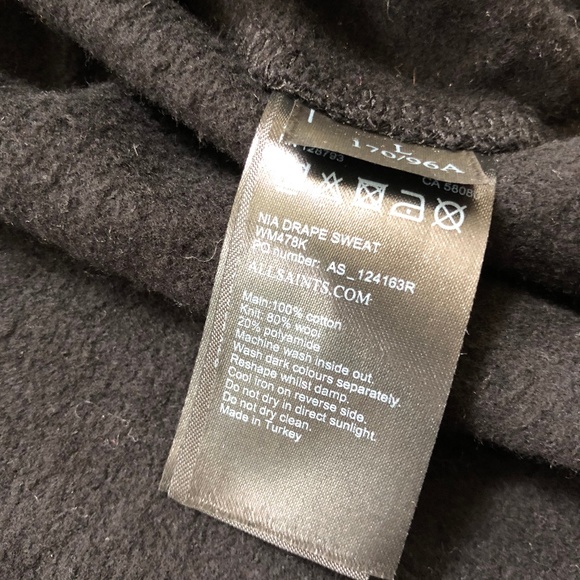 L
170/96A
CA 5608
NIA DRAPE SWEAT
WM478K
PO number: AS_124163R
ALLSAINTS.COM
Main:100% cotton
Knit: 80% wool
20% polyamide
Machine wash inside out.
Wash dark colours separately.
Reshape whilst damp.
Cool iron on reverse side.
Do not dry in direct sunlight.
Do not dry clean.
Made in Turkey